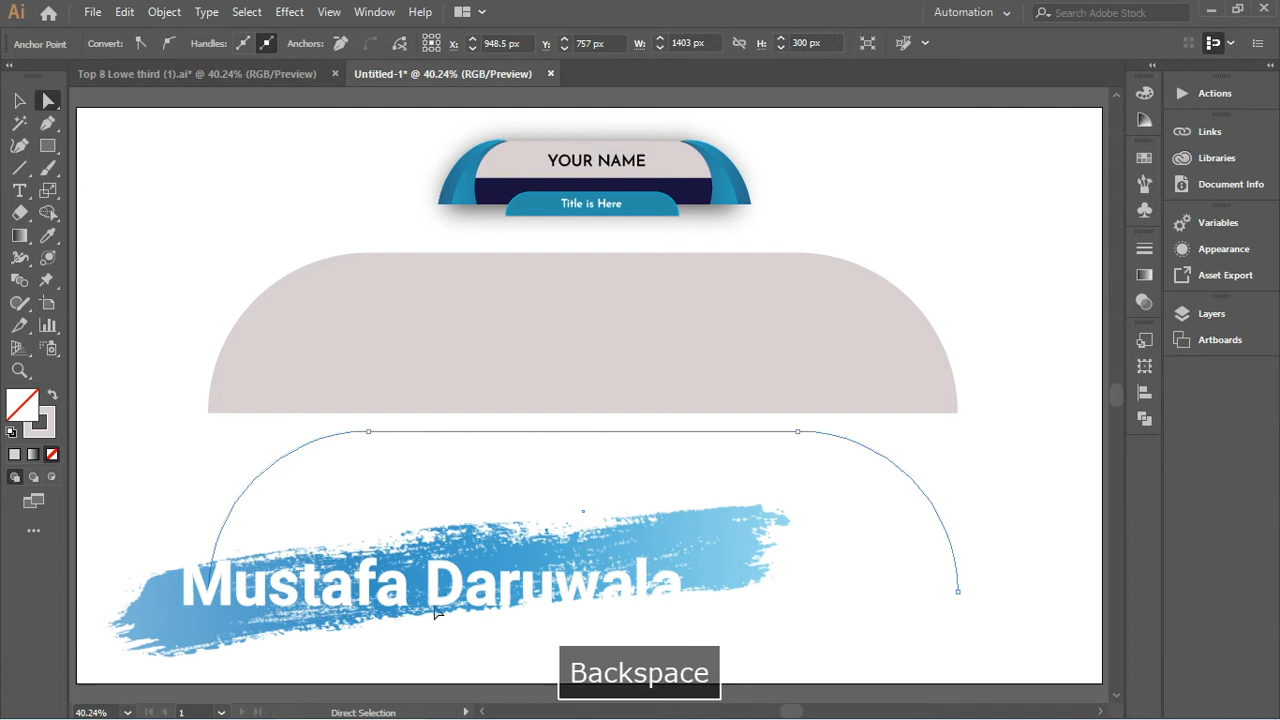 Ai File Edit Object Type Select Effect View Window Help Automation Search Adobe Stock
Anchor Point Convert: Handles: Anchors: X: 948.5 px Y: 757 px W: 1403 px H: 300 px
Top 8 Lowe third (1).ai* @ 40.24% (RGB/Preview) × Untitled-1* @ 40.24% (RGB/Preview) ×
Actions
Links
Libraries
Document Info
Variables
Appearance
Asset Export
Layers
Artboards
YOUR NAME
Title is Here
Mustafa Daruwala
Backspace
40.24% 1 Direct Selection